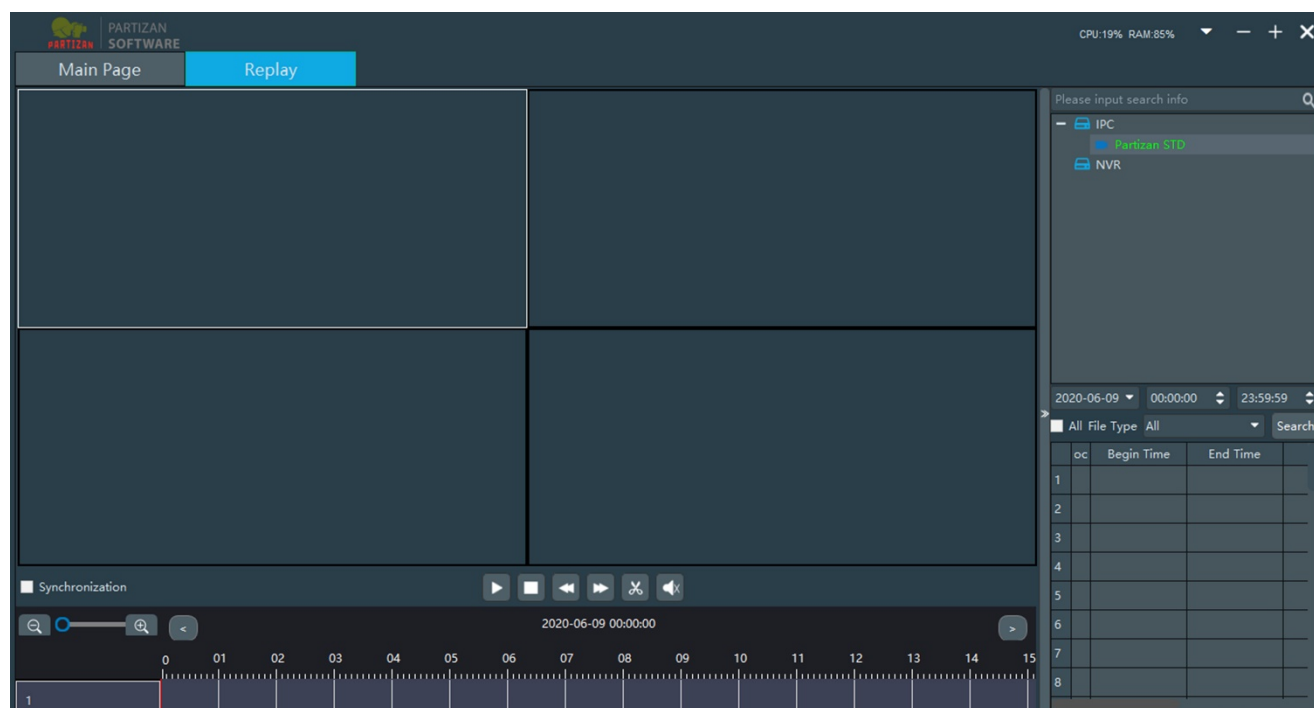 PARTIZAN
PARTIZAN
SOFTWARE
CPU:19% RAM:85%
Main Page
Replay
Please input search info
IPC
Partizan STD
NVR
2020-06-09
00:00:00
23:59:59
All File Type All
Search
oc Begin Time End Time
1
2
3
4
5
6
7
8
Synchronization
2020-06-09 00:00:00
< >
0 01 02 03 04 05 06 07 08 09 10 11 12 13 14 15
1